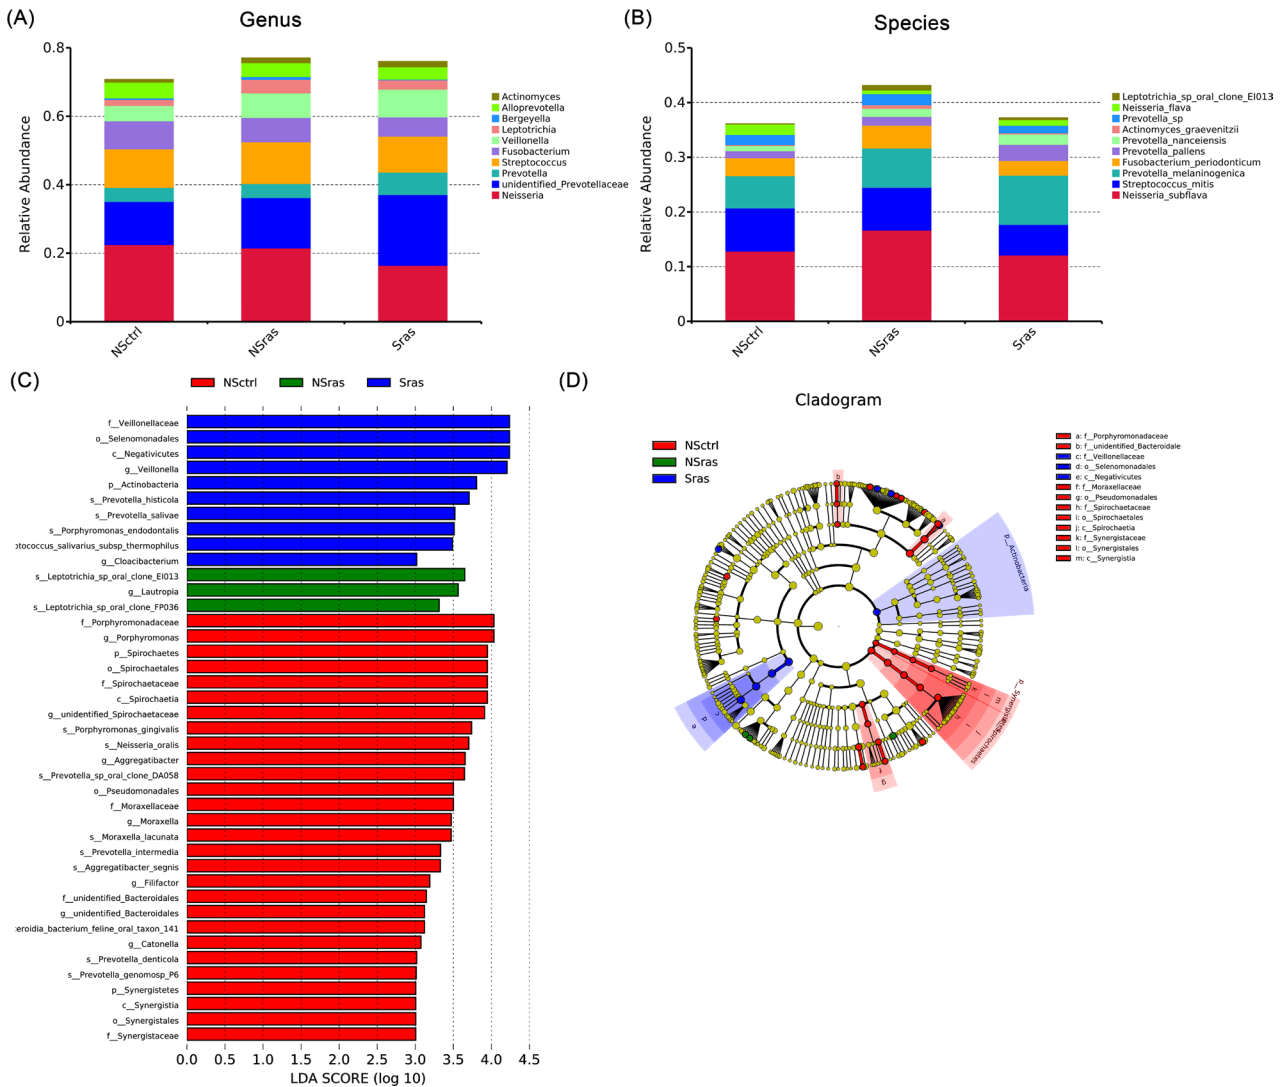 (A)
Genus
Relative Abundance
0.8
0.6
0.4
0.2
0
NSctrl
NSras
Sras
Actinomyces
Alloprevotella
Bergeyella
Leptotrichia
Veillonella
Fusobacterium
Streptococcus
Prevotella
unidentified_Prevotellaceae
Neisseria
(B)
Species
Relative Abundance
0.5
0.4
0.3
0.2
0.1
0
NSctrl
NSras
Sras
Leptotrichia_sp_oral_clone_EI013
Neisseria_flava
Prevotella_sp
Actinomyces_graevenitzii
Prevotella_nanceiensis
Prevotella_pallens
Fusobacterium_periodonticum
Prevotella_melaninogenica
Streptococcus_mitis
Neisseria_subflava
(C)
NSctrl NSras Sras
f__Veillonellaceae
o__Selenomonadales
c__Negativicutes
g__Veillonella
p__Actinobacteria
s__Prevotella_histicola
s__Prevotella_salivae
s__Porphyromonas_endodontalis
otococcus_salivarius_subsp_thermophilus
g__Cloacibacterium
s__Leptotrichia_sp_oral_clone_EI013
g__Lautropia
s__Leptotrichia_sp_oral_clone_FP036
f__Porphyromonadaceae
g__Porphyromonas
p__Spirochaetes
o__Spirochaetales
f__Spirochaetaceae
c__Spirochaetia
g__unidentified_Spirochaetaceae
s__Porphyromonas_gingivalis
s__Neisseria_oralis
g__Aggregatibacter
s__Prevotella_sp_oral_clone_DA058
o__Pseudomonadales
f__Moraxellaceae
g__Moraxella
s__Moraxella_lacunata
s__Prevotella_intermedia
s__Aggregatibacter_segnis
g__Filifactor
f__unidentified_Bacteroidales
g__unidentified_Bacteroidales
eroidia_bacterium_feline_oral_taxon_141
g__Catonella
s__Prevotella_denticola
s__Prevotella_genomosp_P6
p__Synergistetes
c__Synergistia
o__Synergistales
f__Synergistaceae
0.0 0.5 1.0 1.5 2.0 2.5 3.0 3.5 4.0 4.5
LDA SCORE (log 10)
(D)
Cladogram
NSctrl
NSras
Sras
a: f__Porphyromonadaceae
b: f__unidentified_Bacteroidale
c: f__Veillonellaceae
d: o__Selenomonadales
e: c__Negativicutes
f: f__Moraxellaceae
g: o__Pseudomonadales
h: f__Spirochaetaceae
i: o__Spirochaetales
j: c__Spirochaetia
k: f__Synergistaceae
l: o__Synergistales
m: c__Synergistia
b
a
p__Actinobacteria
k
l
m
h
i
j
g
f
c
d
e